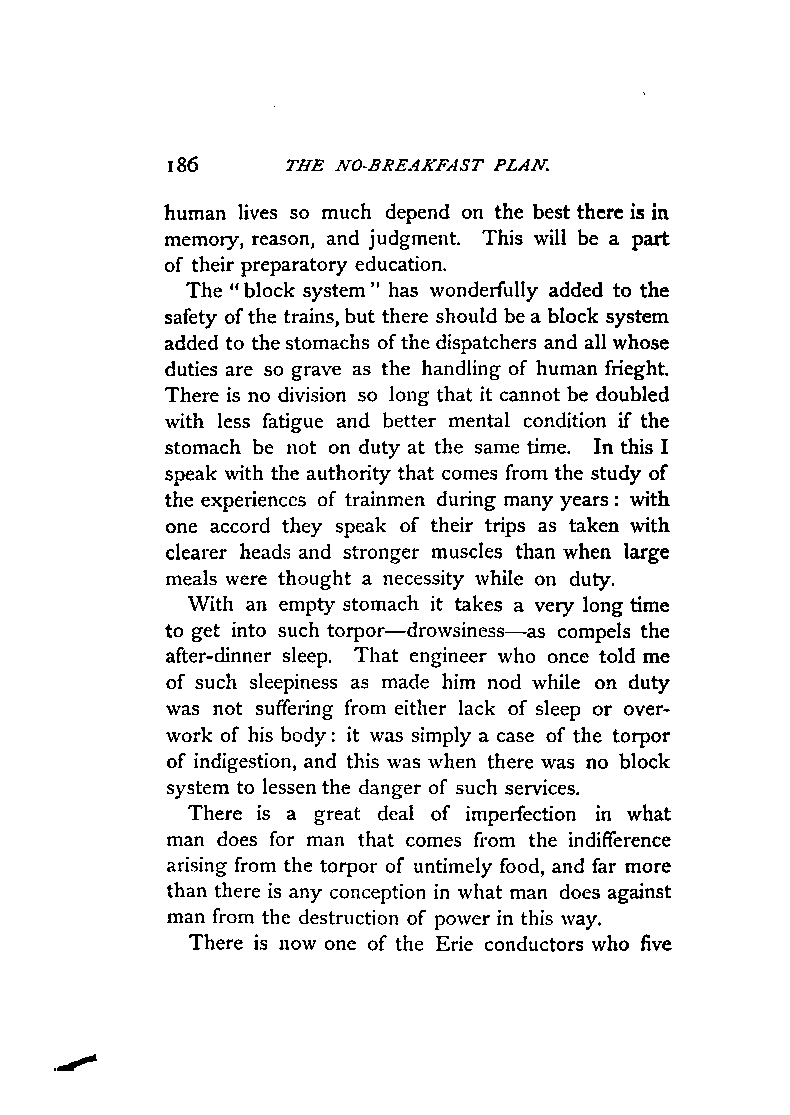 186 THE NO-BREAKFAST PLAN.
human lives so much depend on the best there is in
memory, reason, and judgment. This will be a part
of their preparatory education.
The "block system" has wonderfully added to the
safety of the trains, but there should be a block system
added to the stomachs of the dispatchers and all whose
duties are so grave as the handling of human frieght.
There is no division so long that it cannot be doubled
with less fatigue and better mental condition if the
stomach be not on duty at the same time. In this I
speak with the authority that comes from the study of
the experiences of trainmen during many years: with
one accord they speak of their trips as taken with
clearer heads and stronger muscles than when large
meals were thought a necessity while on duty.
With an empty stomach it takes a very long time
to get into such torpor—drowsiness—as compels the
after-dinner sleep. That engineer who once told me
of such sleepiness as made him nod while on duty
was not suffering from either lack of sleep or over-
work of his body: it was simply a case of the torpor
of indigestion, and this was when there was no block
system to lessen the danger of such services.
There is a great deal of imperfection in what
man does for man that comes from the indifference
arising from the torpor of untimely food, and far more
than there is any conception in what man does against
man from the destruction of power in this way.
There is now one of the Erie conductors who five